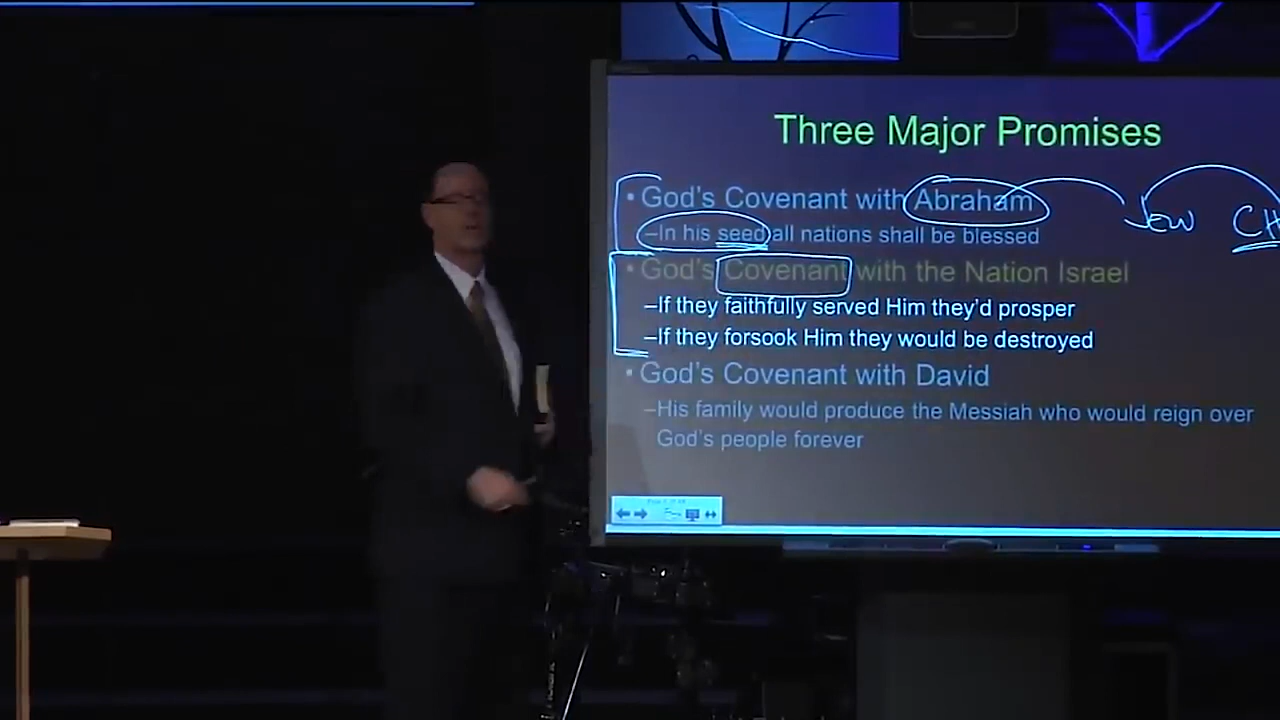 Three Major Promises
• God's Covenant with Abraham
–In his seed all nations shall be blessed
JEW CH
• God's Covenant with the Nation Israel
–If they faithfully served Him they'd prosper
–If they forsook Him they would be destroyed
• God's Covenant with David
–His family would produce the Messiah who would reign over
God's people forever